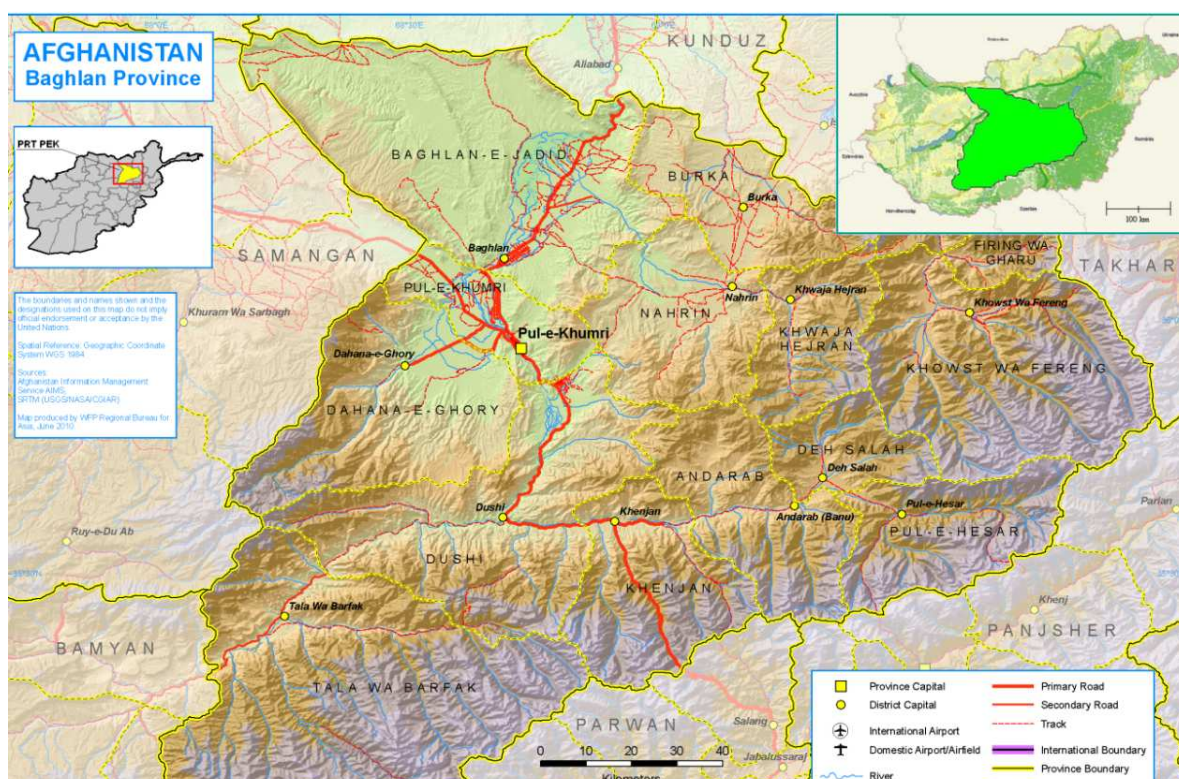 AFGHANISTAN
Baghlan Province
PRT PEK
The boundaries and names shown and the
designations used on this map do not imply
official endorsement or acceptance by the
United Nations.
Spatial Reference: Geographic Coordinate
System WGS 1984
Sources:
Afghanistan Information Management
Service AIMS,
SRTM (USGS/NASA/CGIAR)
Map produced by WFP Regional Bureau for
Asia, June 2010.
KUNDUZ
Aliabad
BAGHLAN-E-JADID
BURKA
Burka
Baghlan
SAMANGAN
PUL-E-KHUMRI
FIRING WA-
GHARU
TAKHAR
Nahrin
Khwaja Hejran
Khowst Wa Fereng
Khuram Wa Sarbagh
NAHRIN
Pul-e-Khumri
KHWAJA
HEJRAN
Dahana-e-Ghory
KHOWST WA FERENG
DAHANA-E-GHORY
DEH SALAH
Deh Salah
ANDARAB
Dushi
Khenjan
Andarab (Banu)
Pul-e-Hesar
PUL-E-HESAR
Parian
Ruy-e-Du Ab
DUSHI
KHENJAN
Tala Wa Barfak
Khenj
BAMYAN
PANJSHER
TALA WA BARFAK
PARWAN
Salang
Jabalussaraj
0 10 20 30 40
Kilometers
100 km
Province Capital
District Capital
International Airport
Domestic Airport/Airfield
River
Primary Road
Secondary Road
Track
International Boundary
Province Boundary